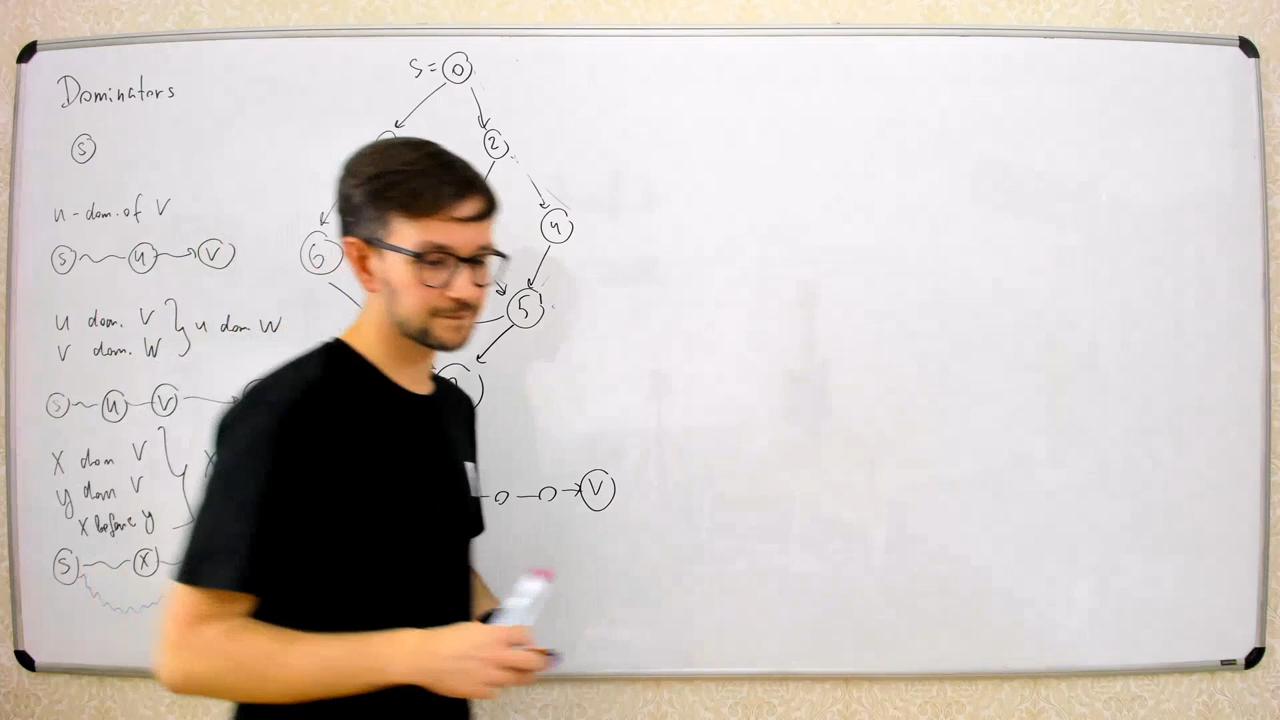 Dominators
S
u - dom. of V
S u V
u dom. V } u dom W
V dom. W
S u V
X dom V
y dom V
X before y
S X
S = 0
2
4
6
5
V